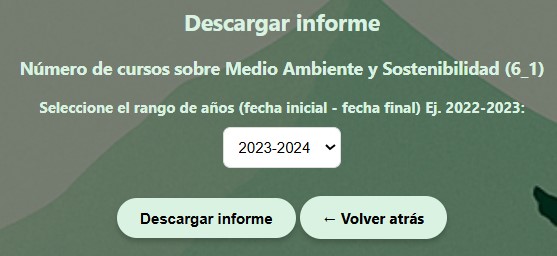 Descargar informe
Número de cursos sobre Medio Ambiente y Sostenibilidad (6_1)
Seleccione el rango de años (fecha inicial - fecha final) Ej. 2022-2023:
2023-2024
Descargar informe
← Volver atrás